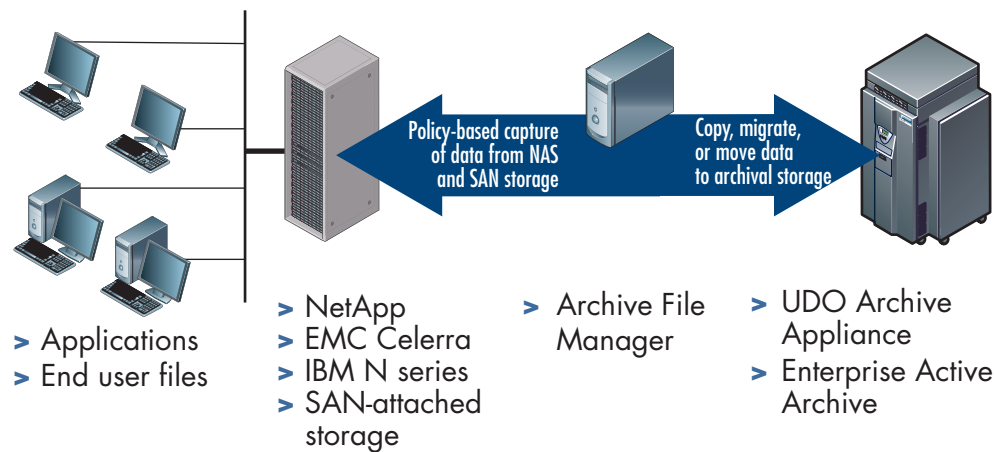 Policy-based capture
of data from NAS
and SAN storage
Copy, migrate,
or move data
to archival storage
> Applications
> End user files
> NetApp
> EMC Celerra
> IBM N series
> SAN-attached
storage
> Archive File
Manager
> UDO Archive
Appliance
> Enterprise Active
Archive